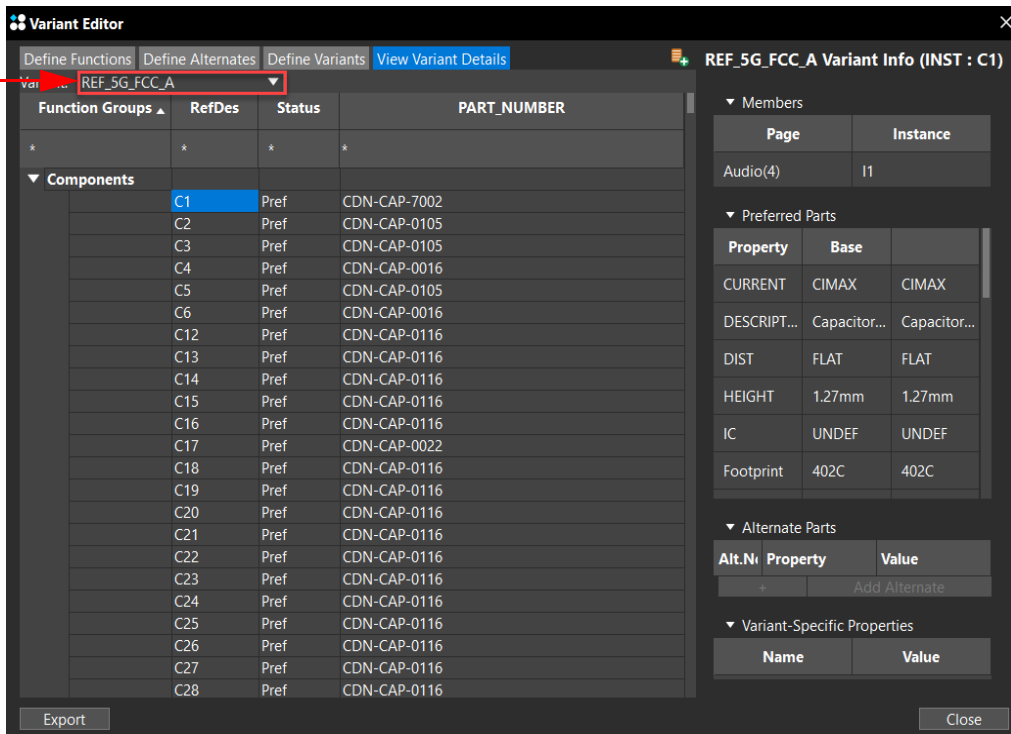 Variant Editor
Define Functions Define Alternates Define Variants View Variant Details
REF_5G_FCC_A
Function Groups RefDes Status PART_NUMBER
* * * *
Components
C1 Pref CDN-CAP-7002
C2 Pref CDN-CAP-0105
C3 Pref CDN-CAP-0105
C4 Pref CDN-CAP-0016
C5 Pref CDN-CAP-0105
C6 Pref CDN-CAP-0016
C12 Pref CDN-CAP-0116
C13 Pref CDN-CAP-0116
C14 Pref CDN-CAP-0116
C15 Pref CDN-CAP-0116
C16 Pref CDN-CAP-0116
C17 Pref CDN-CAP-0022
C18 Pref CDN-CAP-0116
C19 Pref CDN-CAP-0116
C20 Pref CDN-CAP-0116
C21 Pref CDN-CAP-0116
C22 Pref CDN-CAP-0116
C23 Pref CDN-CAP-0116
C24 Pref CDN-CAP-0116
C25 Pref CDN-CAP-0116
C26 Pref CDN-CAP-0116
C27 Pref CDN-CAP-0116
C28 Pref CDN-CAP-0116
REF_5G_FCC_A Variant Info (INST : C1)
Members
Page Instance
Audio(4) I1
Preferred Parts
Property Base
CURRENT CIMAX CIMAX
DESCRIPT... Capacitor... Capacitor...
DIST FLAT FLAT
HEIGHT 1.27mm 1.27mm
IC UNDEF UNDEF
Footprint 402C 402C
Alternate Parts
Property Value
+ Add Alternate
Variant-Specific Properties
Name Value
Export Close